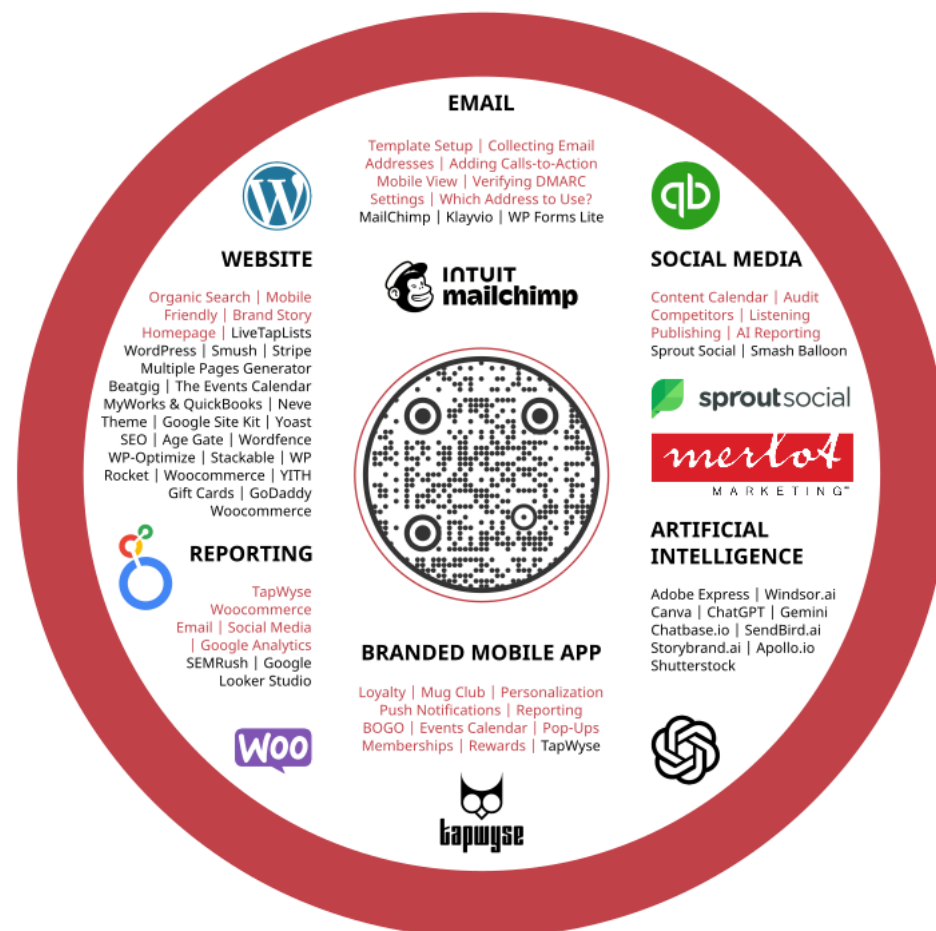 EMAIL
Template Setup | Collecting Email
Addresses | Adding Calls-to-Action
Mobile View | Verifying DMARC
Settings | Which Address to Use?
MailChimp | Klayvio | WP Forms Lite
INTUIT
mailchimp
W
WEBSITE
Organic Search | Mobile
Friendly | Brand Story
Homepage | LiveTapLists
WordPress | Smush | Stripe
Multiple Pages Generator
Beatgig | The Events Calendar
MyWorks & QuickBooks | Neve
Theme | Google Site Kit | Yoast
SEO | Age Gate | Wordfence
WP-Optimize | Stackable | WP
Rocket | Woocommerce | YITH
Gift Cards | GoDaddy
Woocommerce
REPORTING
TapWyse
Woocommerce
Email | Social Media
| Google Analytics
SEMRush | Google
Looker Studio
WOO
BRANDED MOBILE APP
Loyalty | Mug Club | Personalization
Push Notifications | Reporting
BOGO | Events Calendar | Pop-Ups
Memberships | Rewards | TapWyse
tapwyse
qb
SOCIAL MEDIA
Content Calendar | Audit
Competitors | Listening
Publishing | AI Reporting
Sprout Social | Smash Balloon
sproutsocial
merlot
MARKETING
ARTIFICIAL
INTELLIGENCE
Adobe Express | Windsor.ai
Canva | ChatGPT | Gemini
Chatbase.io | SendBird.ai
Storybrand.ai | Apollo.io
Shutterstock